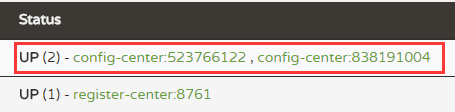 Status
UP (2) - config-center:523766122 , config-center:838191004
UP (1) - register-center:8761